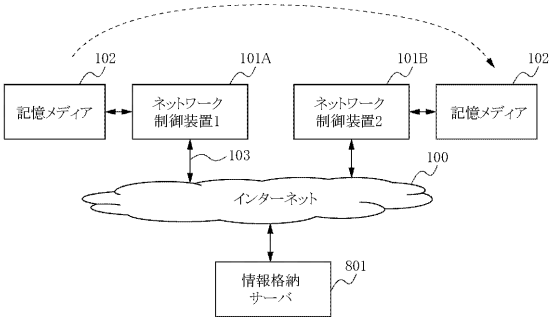 102
101A
101B
102
記憶メディア
ネットワーク
制御装置1
ネットワーク
制御装置2
記憶メディア
103
100
インターネット
情報格納
サーバ
801